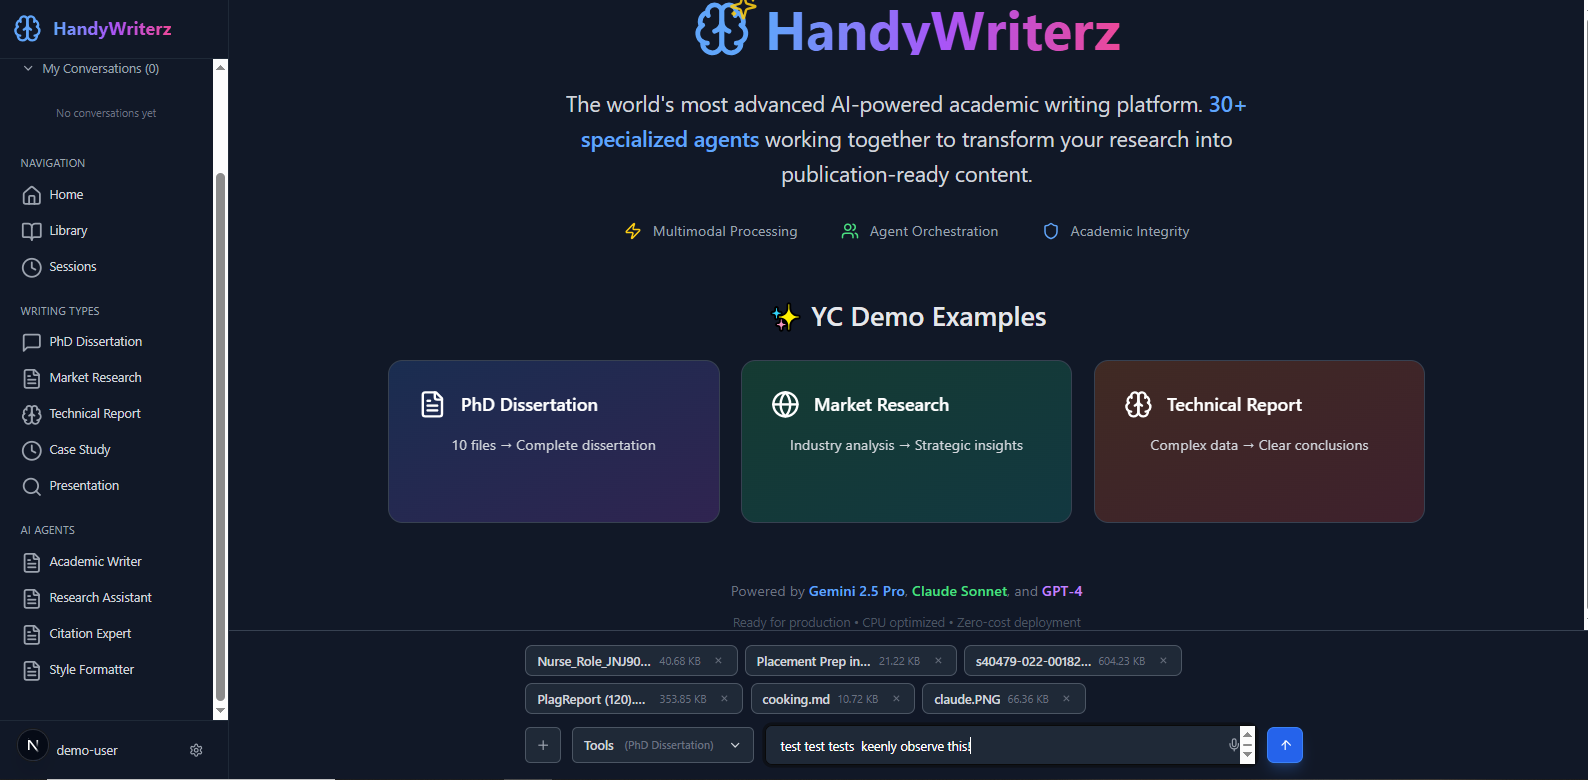 HandyWriterz
My Conversations (0)
No conversations yet
NAVIGATION
Home
Library
Sessions
WRITING TYPES
PhD Dissertation
Market Research
Technical Report
Case Study
Presentation
AI AGENTS
Academic Writer
Research Assistant
Citation Expert
Style Formatter
N
demo-user
HandyWriterz
The world's most advanced AI-powered academic writing platform. 30+
specialized agents working together to transform your research into
publication-ready content.
Multimodal Processing
Agent Orchestration
Academic Integrity
✨ YC Demo Examples
PhD Dissertation
10 files → Complete dissertation
Market Research
Industry analysis → Strategic insights
Technical Report
Complex data → Clear conclusions
Powered by Gemini 2.5 Pro, Claude Sonnet, and GPT-4
Ready for production • CPU optimized • Zero-cost deployment
Nurse_Role_JNJ90... 40.68 KB ×
Placement Prep in... 21.22 KB ×
s40479-022-00182... 604.23 KB ×
PlagReport (120).... 353.85 KB ×
cooking.md 10.72 KB ×
claude.PNG 66.36 KB ×
+
Tools (PhD Dissertation)
test test tests  keenly observe this!